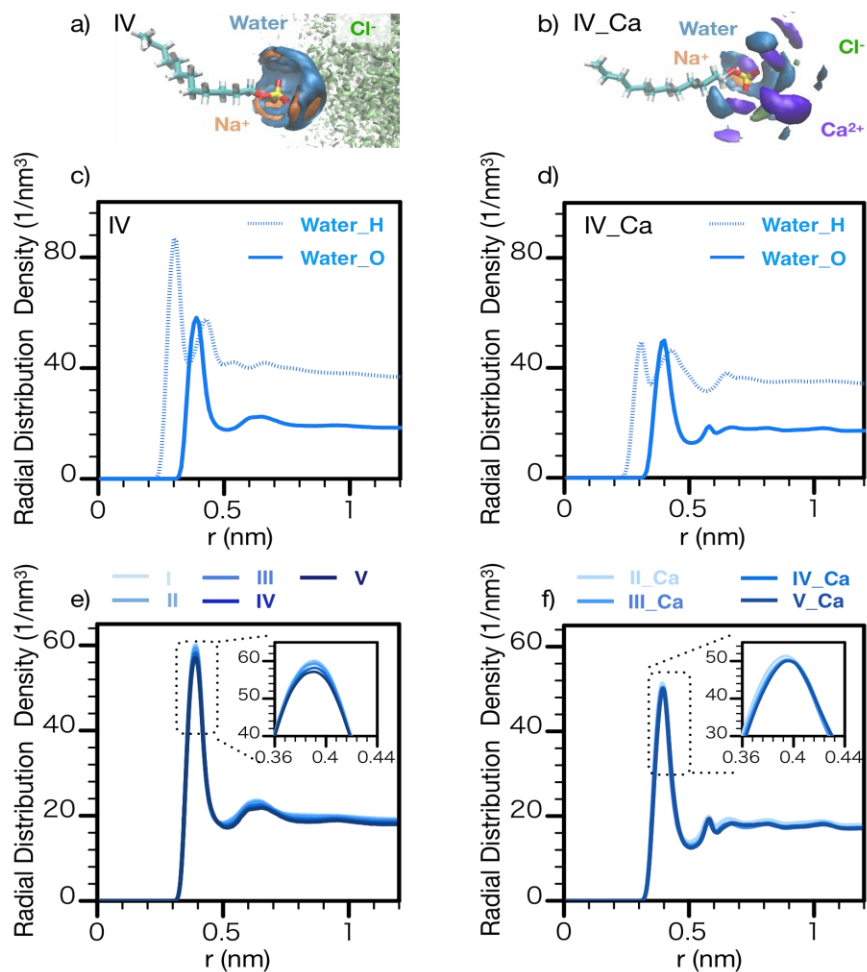 a) IV Water Cl-
Na+
b) IV_Ca Water Cl-
Na+
Ca2+
c) IV
Water_H
Water_O
Radial Distribution Density (1/nm3)
80
40
0
0 0.5 1
r (nm)
d) IV_Ca
Water_H
Water_O
Radial Distribution Density (1/nm3)
80
40
0
0 0.5 1
r (nm)
e) I III V
II IV
Radial Distribution Density (1/nm3)
60
40
20
0
0 0.5 1
r (nm)
60
50
40
0.36 0.4 0.44
f) II_Ca IV_Ca
III_Ca V_Ca
Radial Distribution Density (1/nm3)
60
40
20
0
0 0.5 1
r (nm)
50
40
30
0.36 0.4 0.44